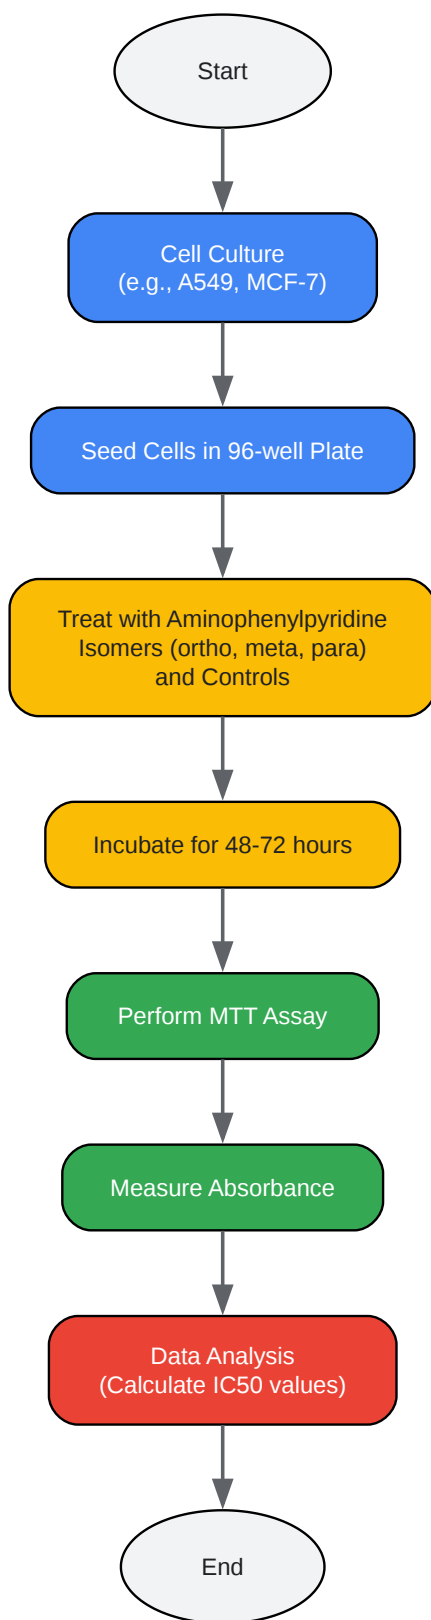 Start
Cell Culture
(e.g., A549, MCF-7)
Seed Cells in 96-well Plate
Treat with Aminophenylpyridine
Isomers (ortho, meta, para)
and Controls
Incubate for 48-72 hours
Perform MTT Assay
Measure Absorbance
Data Analysis
(Calculate IC50 values)
End